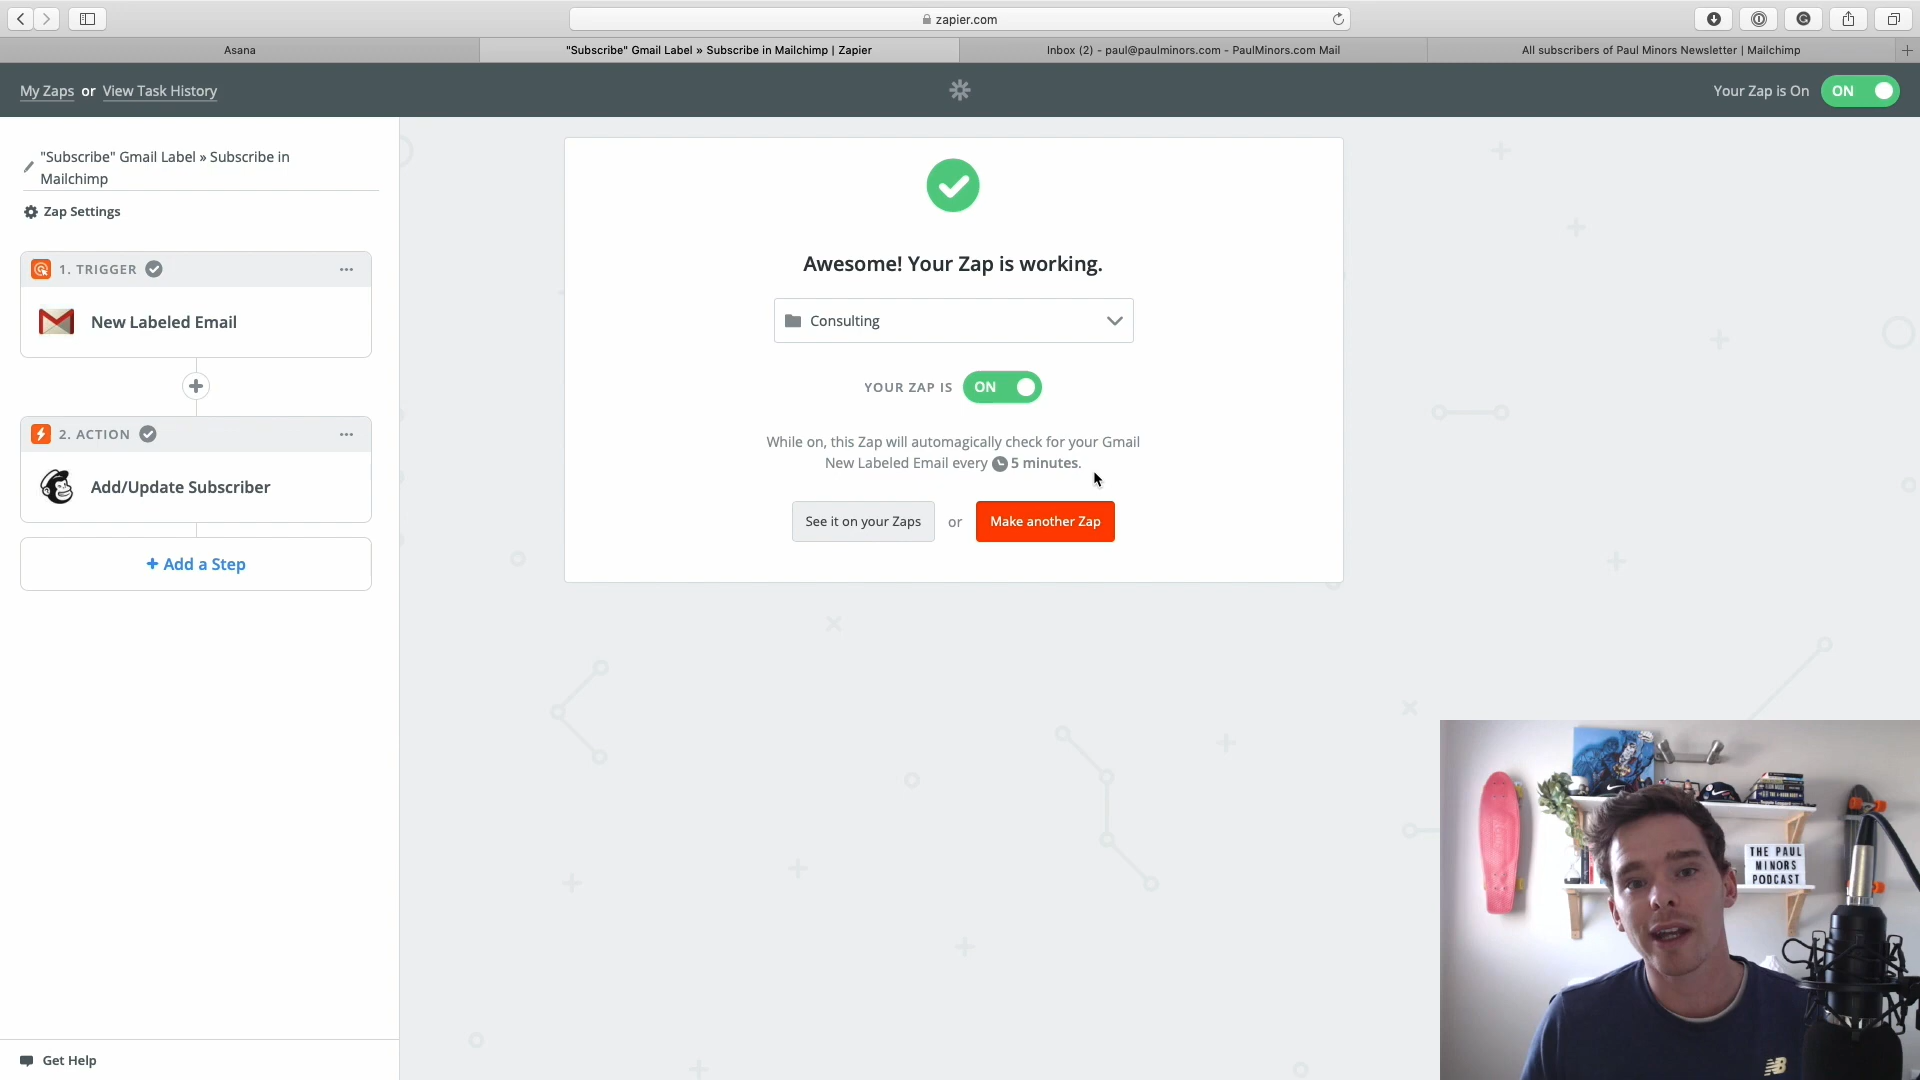 zapier.com
Asana
"Subscribe" Gmail Label » Subscribe in Mailchimp | Zapier
Inbox (2) - paul@paulminors.com - PaulMinors.com Mail
All subscribers of Paul Minors Newsletter | Mailchimp
My Zaps or View Task History
Your Zap is On
ON
"Subscribe" Gmail Label » Subscribe in
Mailchimp
Zap Settings
1. TRIGGER
New Labeled Email
2. ACTION
Add/Update Subscriber
+ Add a Step
Get Help
Awesome! Your Zap is working.
Consulting
YOUR ZAP IS
ON
While on, this Zap will automagically check for your Gmail
New Labeled Email every 5 minutes.
See it on your Zaps
or
Make another Zap
THE PAUL
MINORS
PODCAST